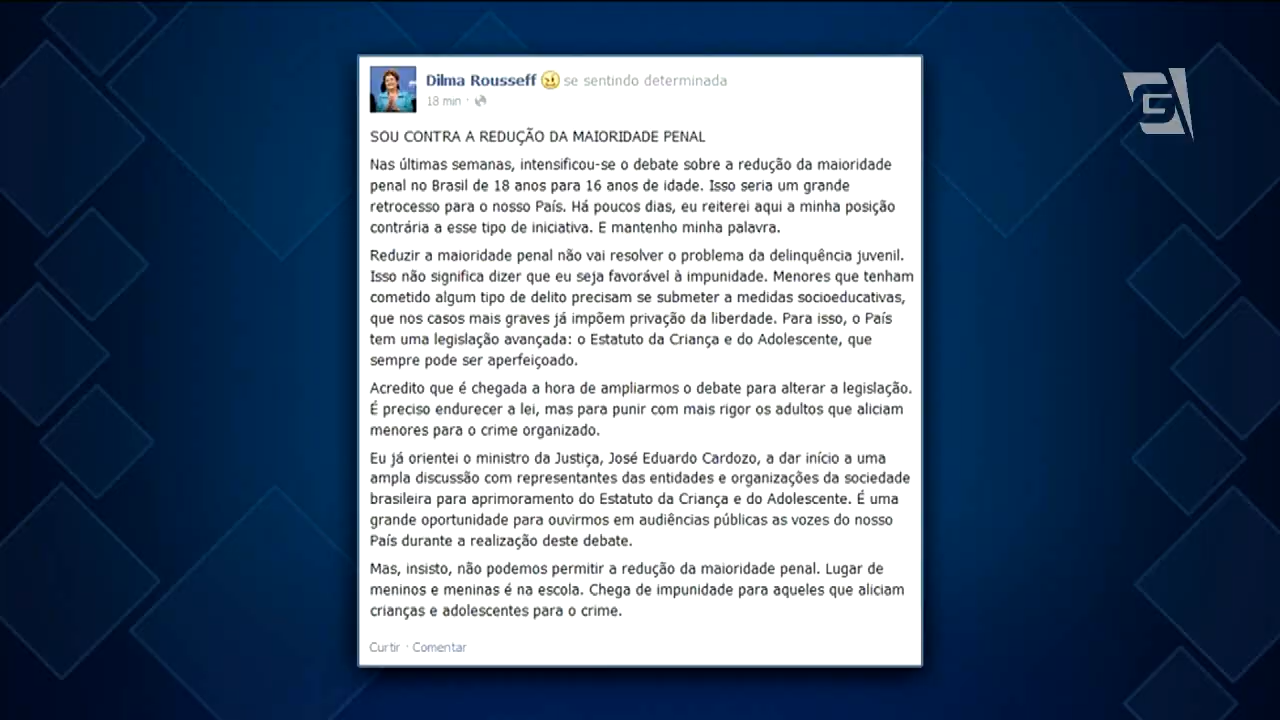 Dilma Rousseff se sentindo determinada
18 min ·
SOU CONTRA A REDUÇÃO DA MAIORIDADE PENAL
Nas últimas semanas, intensificou-se o debate sobre a redução da maioridade
penal no Brasil de 18 anos para 16 anos de idade. Isso seria um grande
retrocesso para o nosso País. Há poucos dias, eu reiterei aqui a minha posição
contrária a esse tipo de iniciativa. E mantenho minha palavra.
Reduzir a maioridade penal não vai resolver o problema da delinquência juvenil.
Isso não significa dizer que eu seja favorável à impunidade. Menores que tenham
cometido algum tipo de delito precisam se submeter a medidas socioeducativas,
que nos casos mais graves já impõem privação da liberdade. Para isso, o País
tem uma legislação avançada: o Estatuto da Criança e do Adolescente, que
sempre pode ser aperfeiçoado.
Acredito que é chegada a hora de ampliarmos o debate para alterar a legislação.
É preciso endurecer a lei, mas para punir com mais rigor os adultos que aliciam
menores para o crime organizado.
Eu já orientei o ministro da Justiça, José Eduardo Cardozo, a dar início a uma
ampla discussão com representantes das entidades e organizações da sociedade
brasileira para aprimoramento do Estatuto da Criança e do Adolescente. É uma
grande oportunidade para ouvirmos em audiências públicas as vozes do nosso
País durante a realização deste debate.
Mas, insisto, não podemos permitir a redução da maioridade penal. Lugar de
meninos e meninas é na escola. Chega de impunidade para aqueles que aliciam
crianças e adolescentes para o crime.
Curtir · Comentar